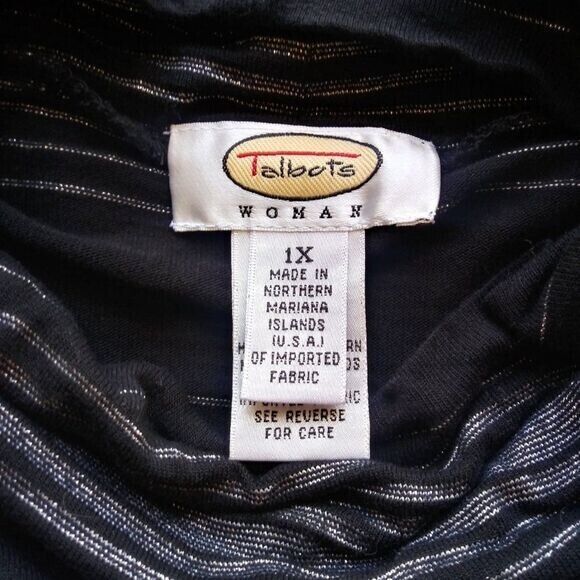 Talbots
WOMAN
1X
MADE IN
NORTHERN
MARIANA
ISLANDS
(U.S.A.)
OF IMPORTED
FABRIC
SEE REVERSE
FOR CARE